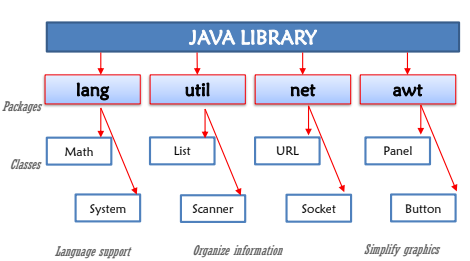 JAVA LIBRARY
lang util net awt
Packages
Math List URL Panel
Classes
System Scanner Socket Button
Language support Organize information Simplify graphics